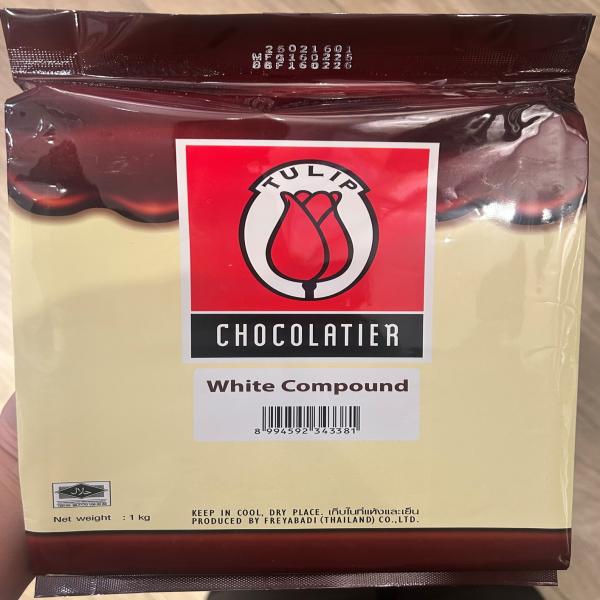 25021601
MFG160225
BBF160226
TULIP
CHOCOLATIER
White Compound
8 994592 343381
Net weight : 1 kg
KEEP IN COOL, DRY PLACE. เก็บในที่แห้งและเย็น
PRODUCED BY FREYABADI (THAILAND) CO.,LTD.